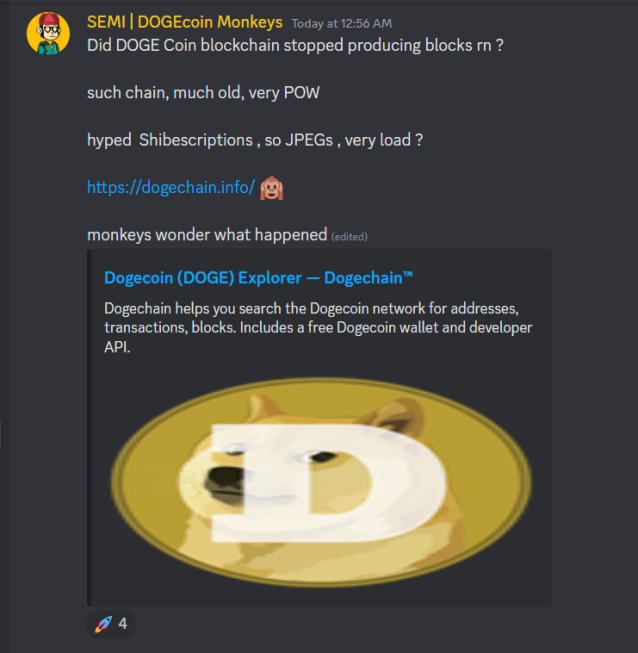 SEMI | DOGEcoin Monkeys Today at 12:56 AM
Did DOGE Coin blockchain stopped producing blocks rn ?
such chain, much old, very POW
hyped Shibescriptions , so JPEGs , very load ?
https://dogechain.info/ 🙉
monkeys wonder what happened (edited)
Dogecoin (DOGE) Explorer — Dogechain™
Dogechain helps you search the Dogecoin network for addresses,
transactions, blocks. Includes a free Dogecoin wallet and developer
API.
D
🚀 4